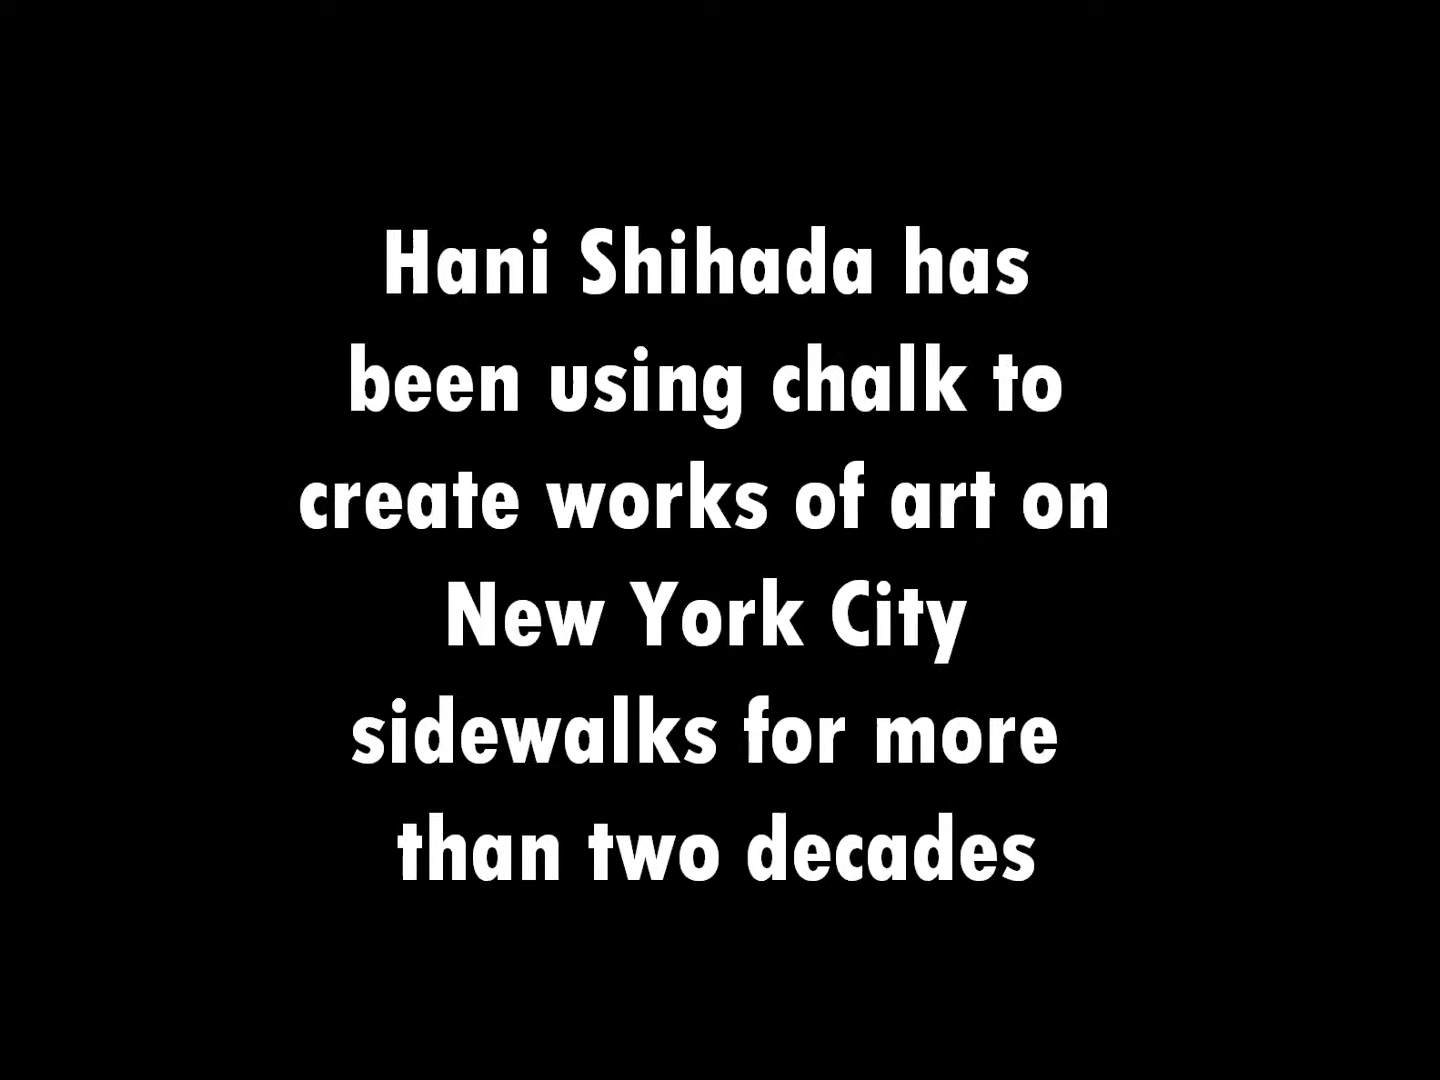 Hani Shihada has
been using chalk to
create works of art on
New York City
sidewalks for more
than two decades